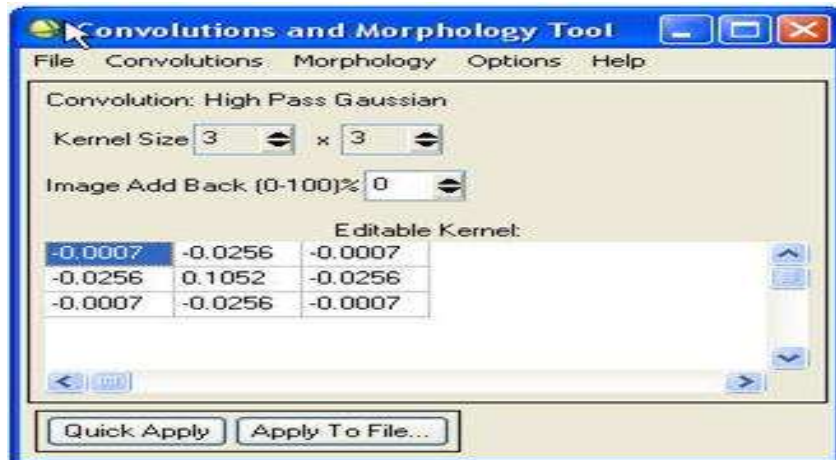 Convolutions and Morphology Tool
File Convolutions Morphology Options Help
Convolution: High Pass Gaussian
Kernel Size 3 x 3
Image Add Back (0-100)% 0
Editable Kernel:
-0.0007 -0.0256 -0.0007
-0.0256 0.1052 -0.0256
-0.0007 -0.0256 -0.0007
Quick Apply Apply To File...